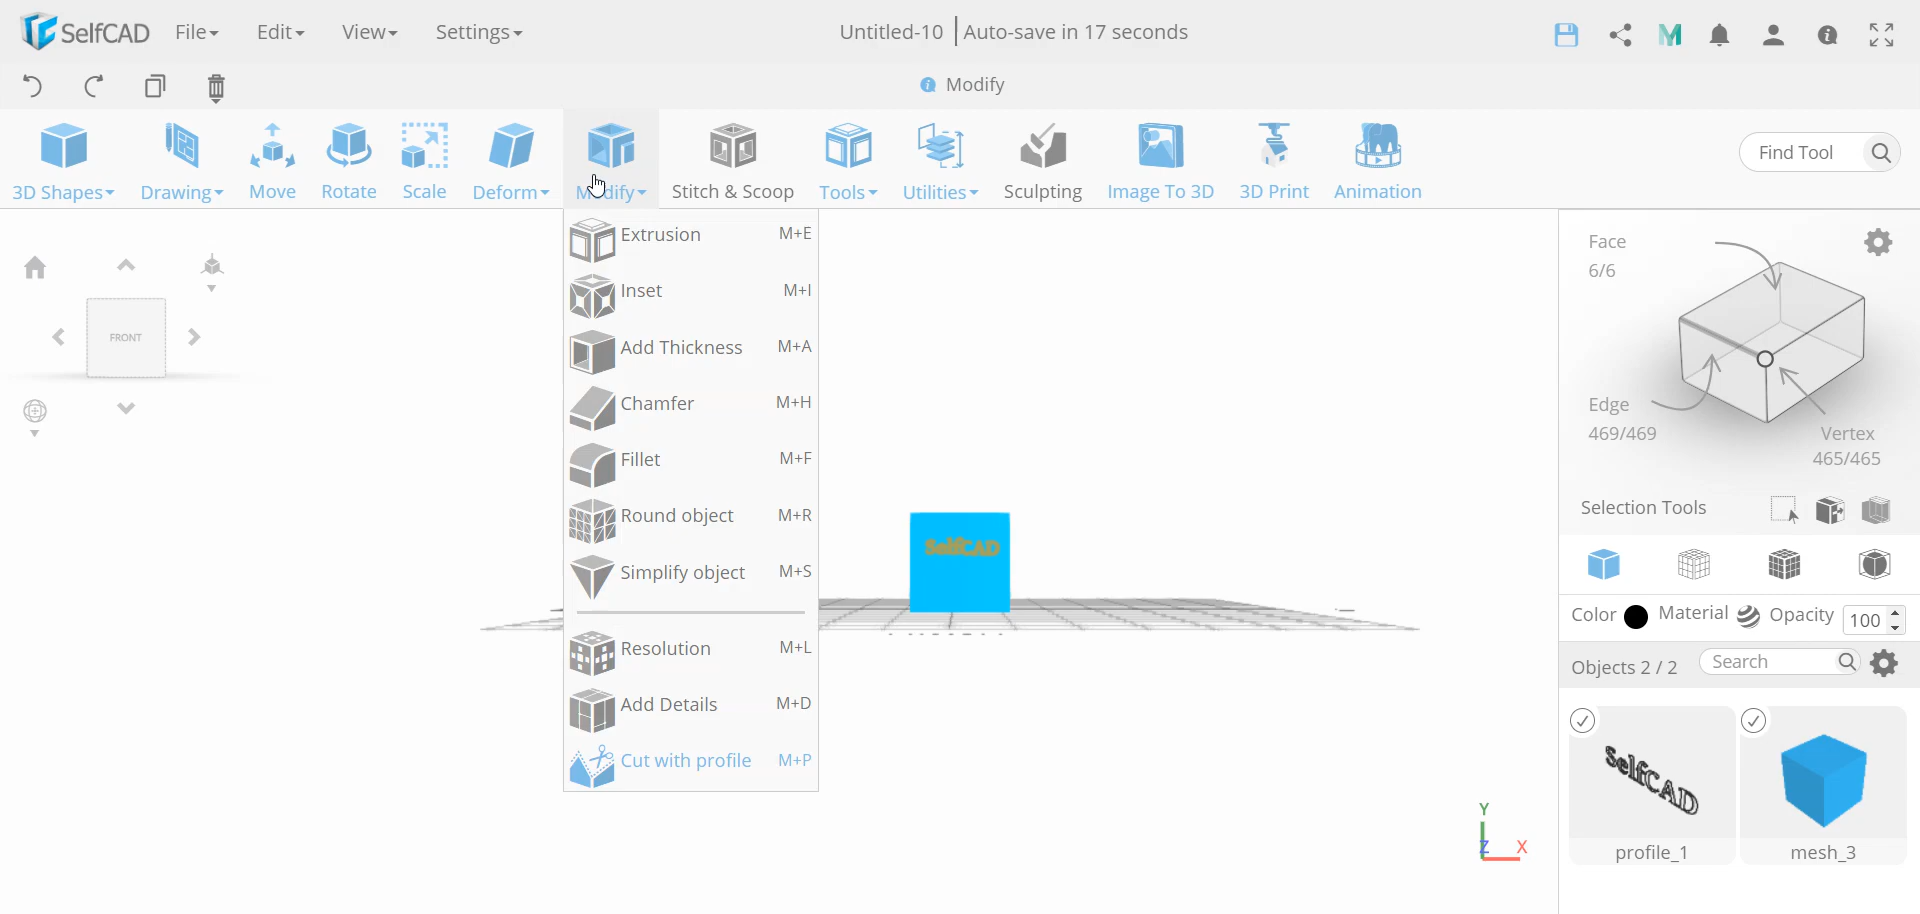 SelfCAD File Edit View Settings Untitled-10 Auto-save in 17 seconds
Modify
3D Shapes Drawing Move Rotate Scale Deform Modify Stitch & Scoop Tools Utilities Sculpting Image To 3D 3D Print Animation Find Tool
Extrusion M+E
Inset M+I
Add Thickness M+A
Chamfer M+H
Fillet M+F
Round object M+R
Simplify object M+S
Resolution M+L
Add Details M+D
Cut with profile M+P
FRONT
SelfCAD
Y
Z X
Face
6/6
Edge
469/469
Vertex
465/465
Selection Tools
Color Material Opacity 100
Objects 2 / 2 Search
SelfCAD
profile_1 mesh_3